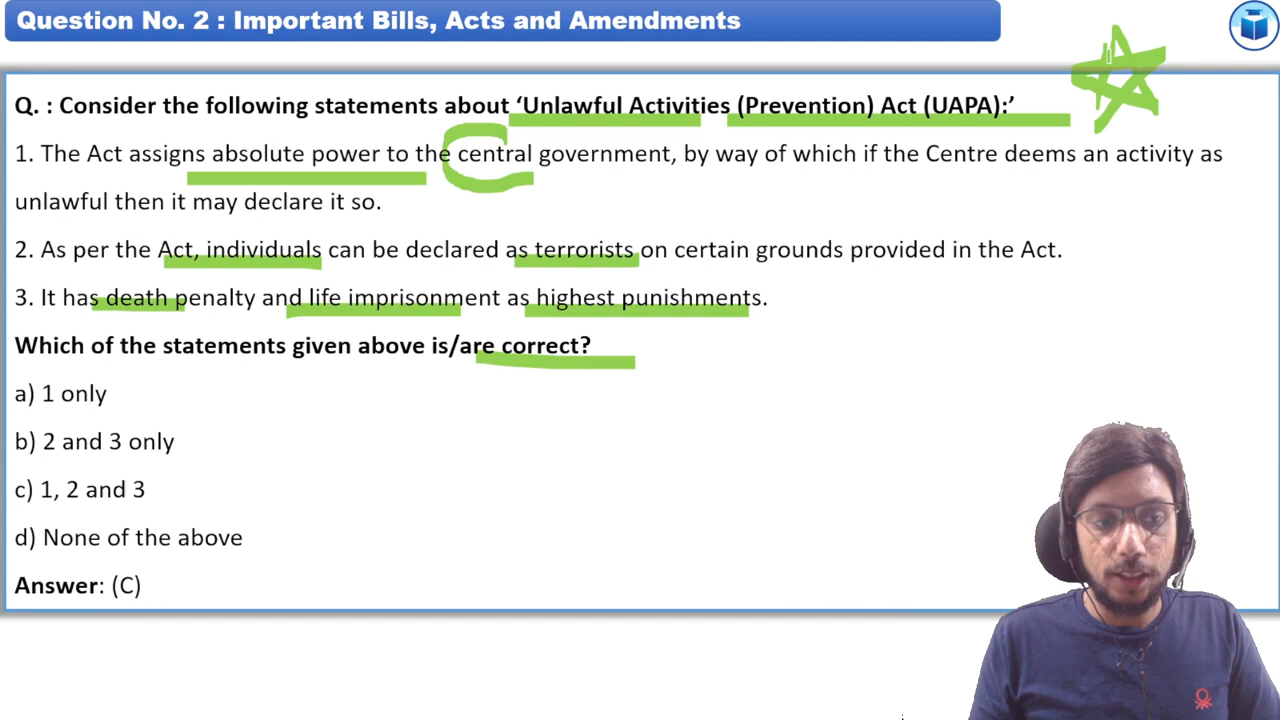 Question No. 2 : Important Bills, Acts and Amendments
Q. : Consider the following statements about ‘Unlawful Activities (Prevention) Act (UAPA):’
1. The Act assigns absolute power to the central government, by way of which if the Centre deems an activity as
unlawful then it may declare it so.
2. As per the Act, individuals can be declared as terrorists on certain grounds provided in the Act.
3. It has death penalty and life imprisonment as highest punishments.
Which of the statements given above is/are correct?
a) 1 only
b) 2 and 3 only
c) 1, 2 and 3
d) None of the above
Answer: (C)